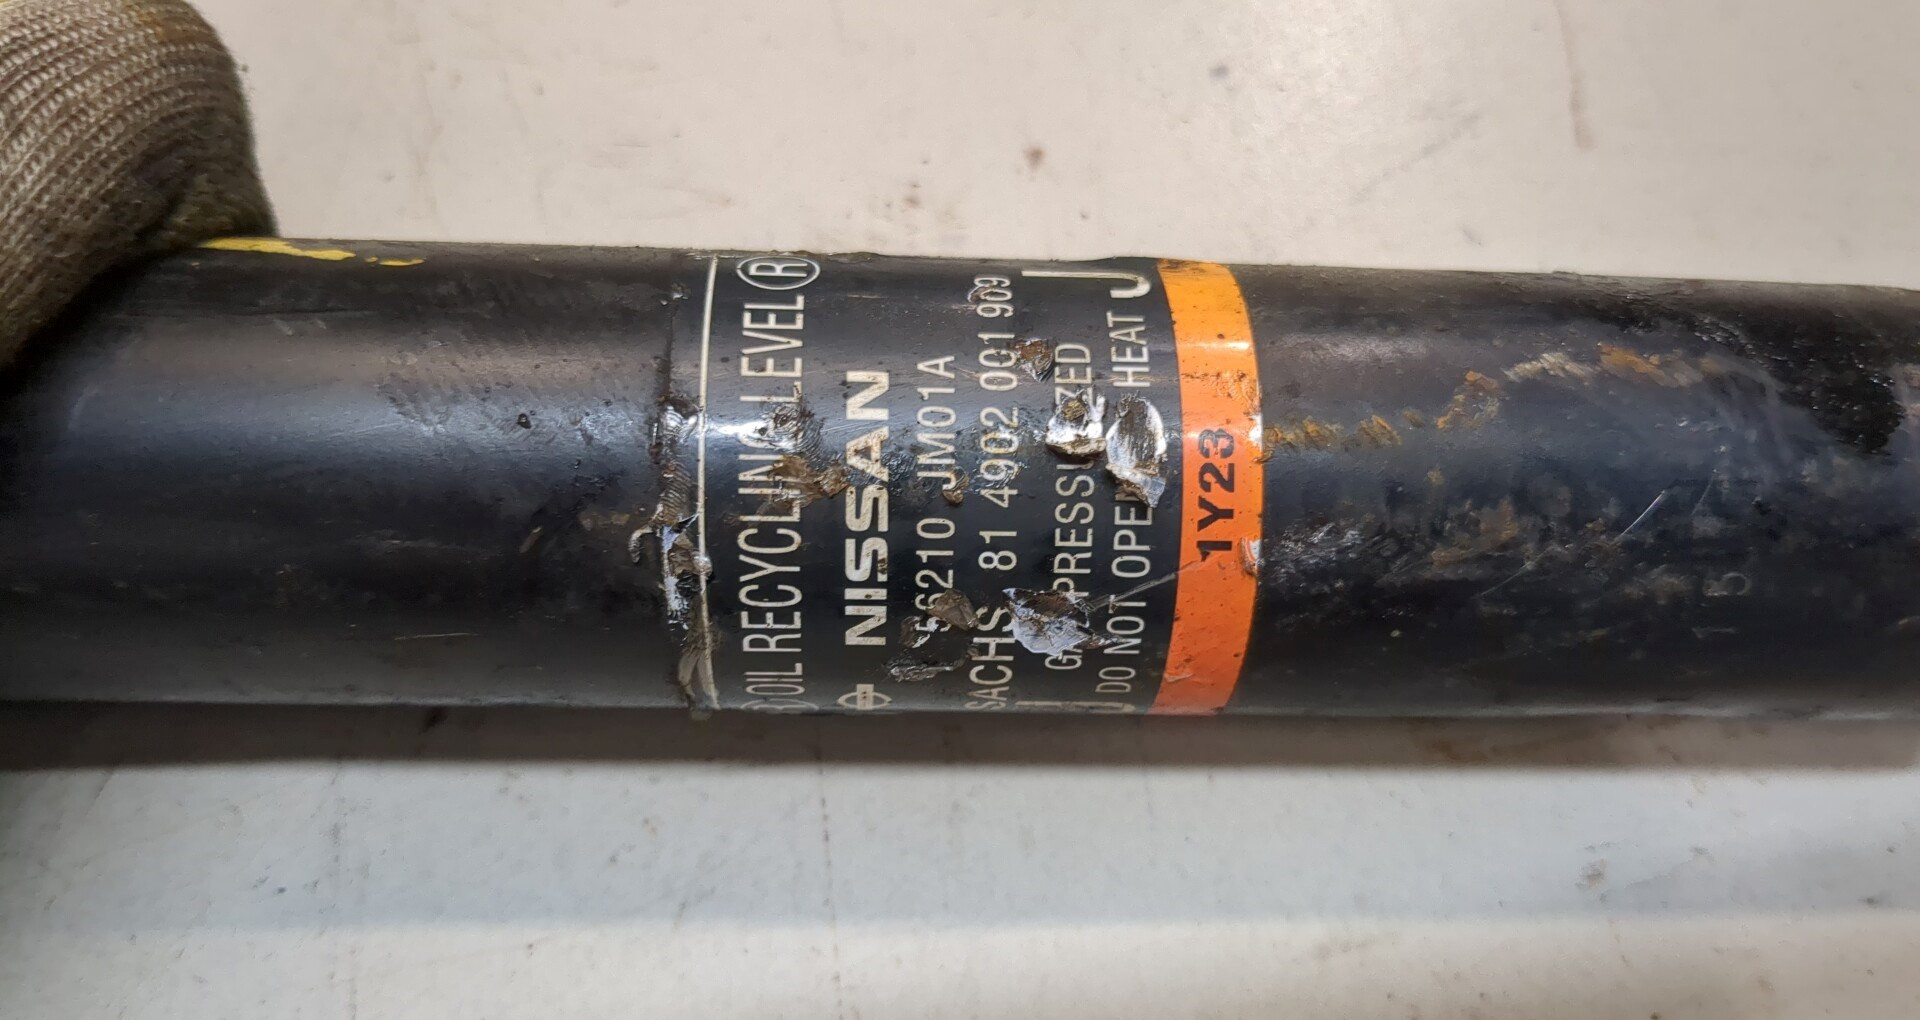 OIL RECYCLING LEVEL ®
NISSAN
56210 JM01A
SACHS 81 4902 001 909
GAS PRESSURIZED
DO NOT OPEN HEAT
1Y23